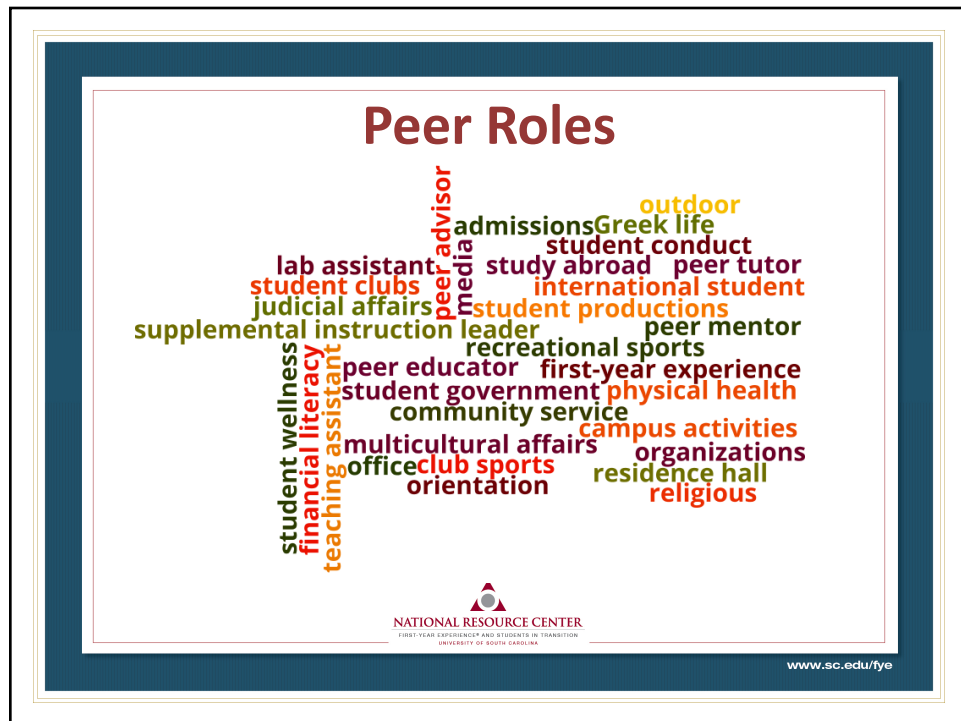 Peer Roles
peer advisor
outdoor
admissions
Greek life
media
student conduct
lab assistant
study abroad
peer tutor
student clubs
international student
judicial affairs
student productions
supplemental instruction leader
peer mentor
recreational sports
student wellness
financial literacy
teaching assistant
peer educator
first-year experience
student government
physical health
community service
campus activities
multicultural affairs
organizations
office
club sports
residence hall
orientation
religious
NATIONAL RESOURCE CENTER
FIRST-YEAR EXPERIENCE® AND STUDENTS IN TRANSITION
UNIVERSITY OF SOUTH CAROLINA
www.sc.edu/fye